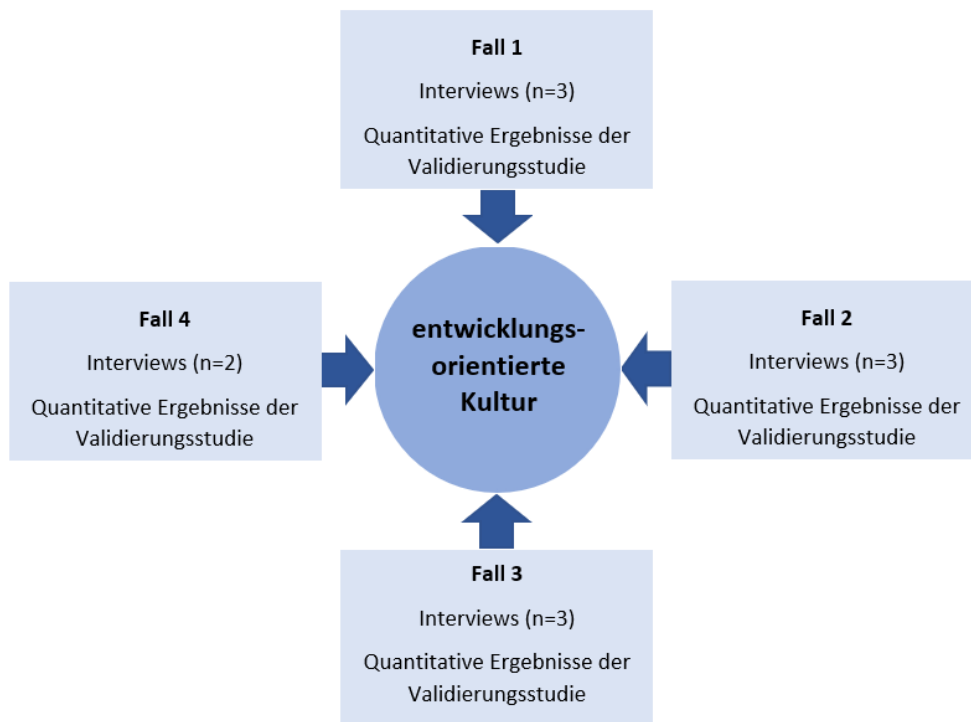 Fall 1
Interviews (n=3)
Quantitative Ergebnisse der
Validierungsstudie
Fall 4
Interviews (n=2)
Quantitative Ergebnisse der
Validierungsstudie
entwicklungs-
orientierte
Kultur
Fall 2
Interviews (n=3)
Quantitative Ergebnisse der
Validierungsstudie
Fall 3
Interviews (n=3)
Quantitative Ergebnisse der
Validierungsstudie